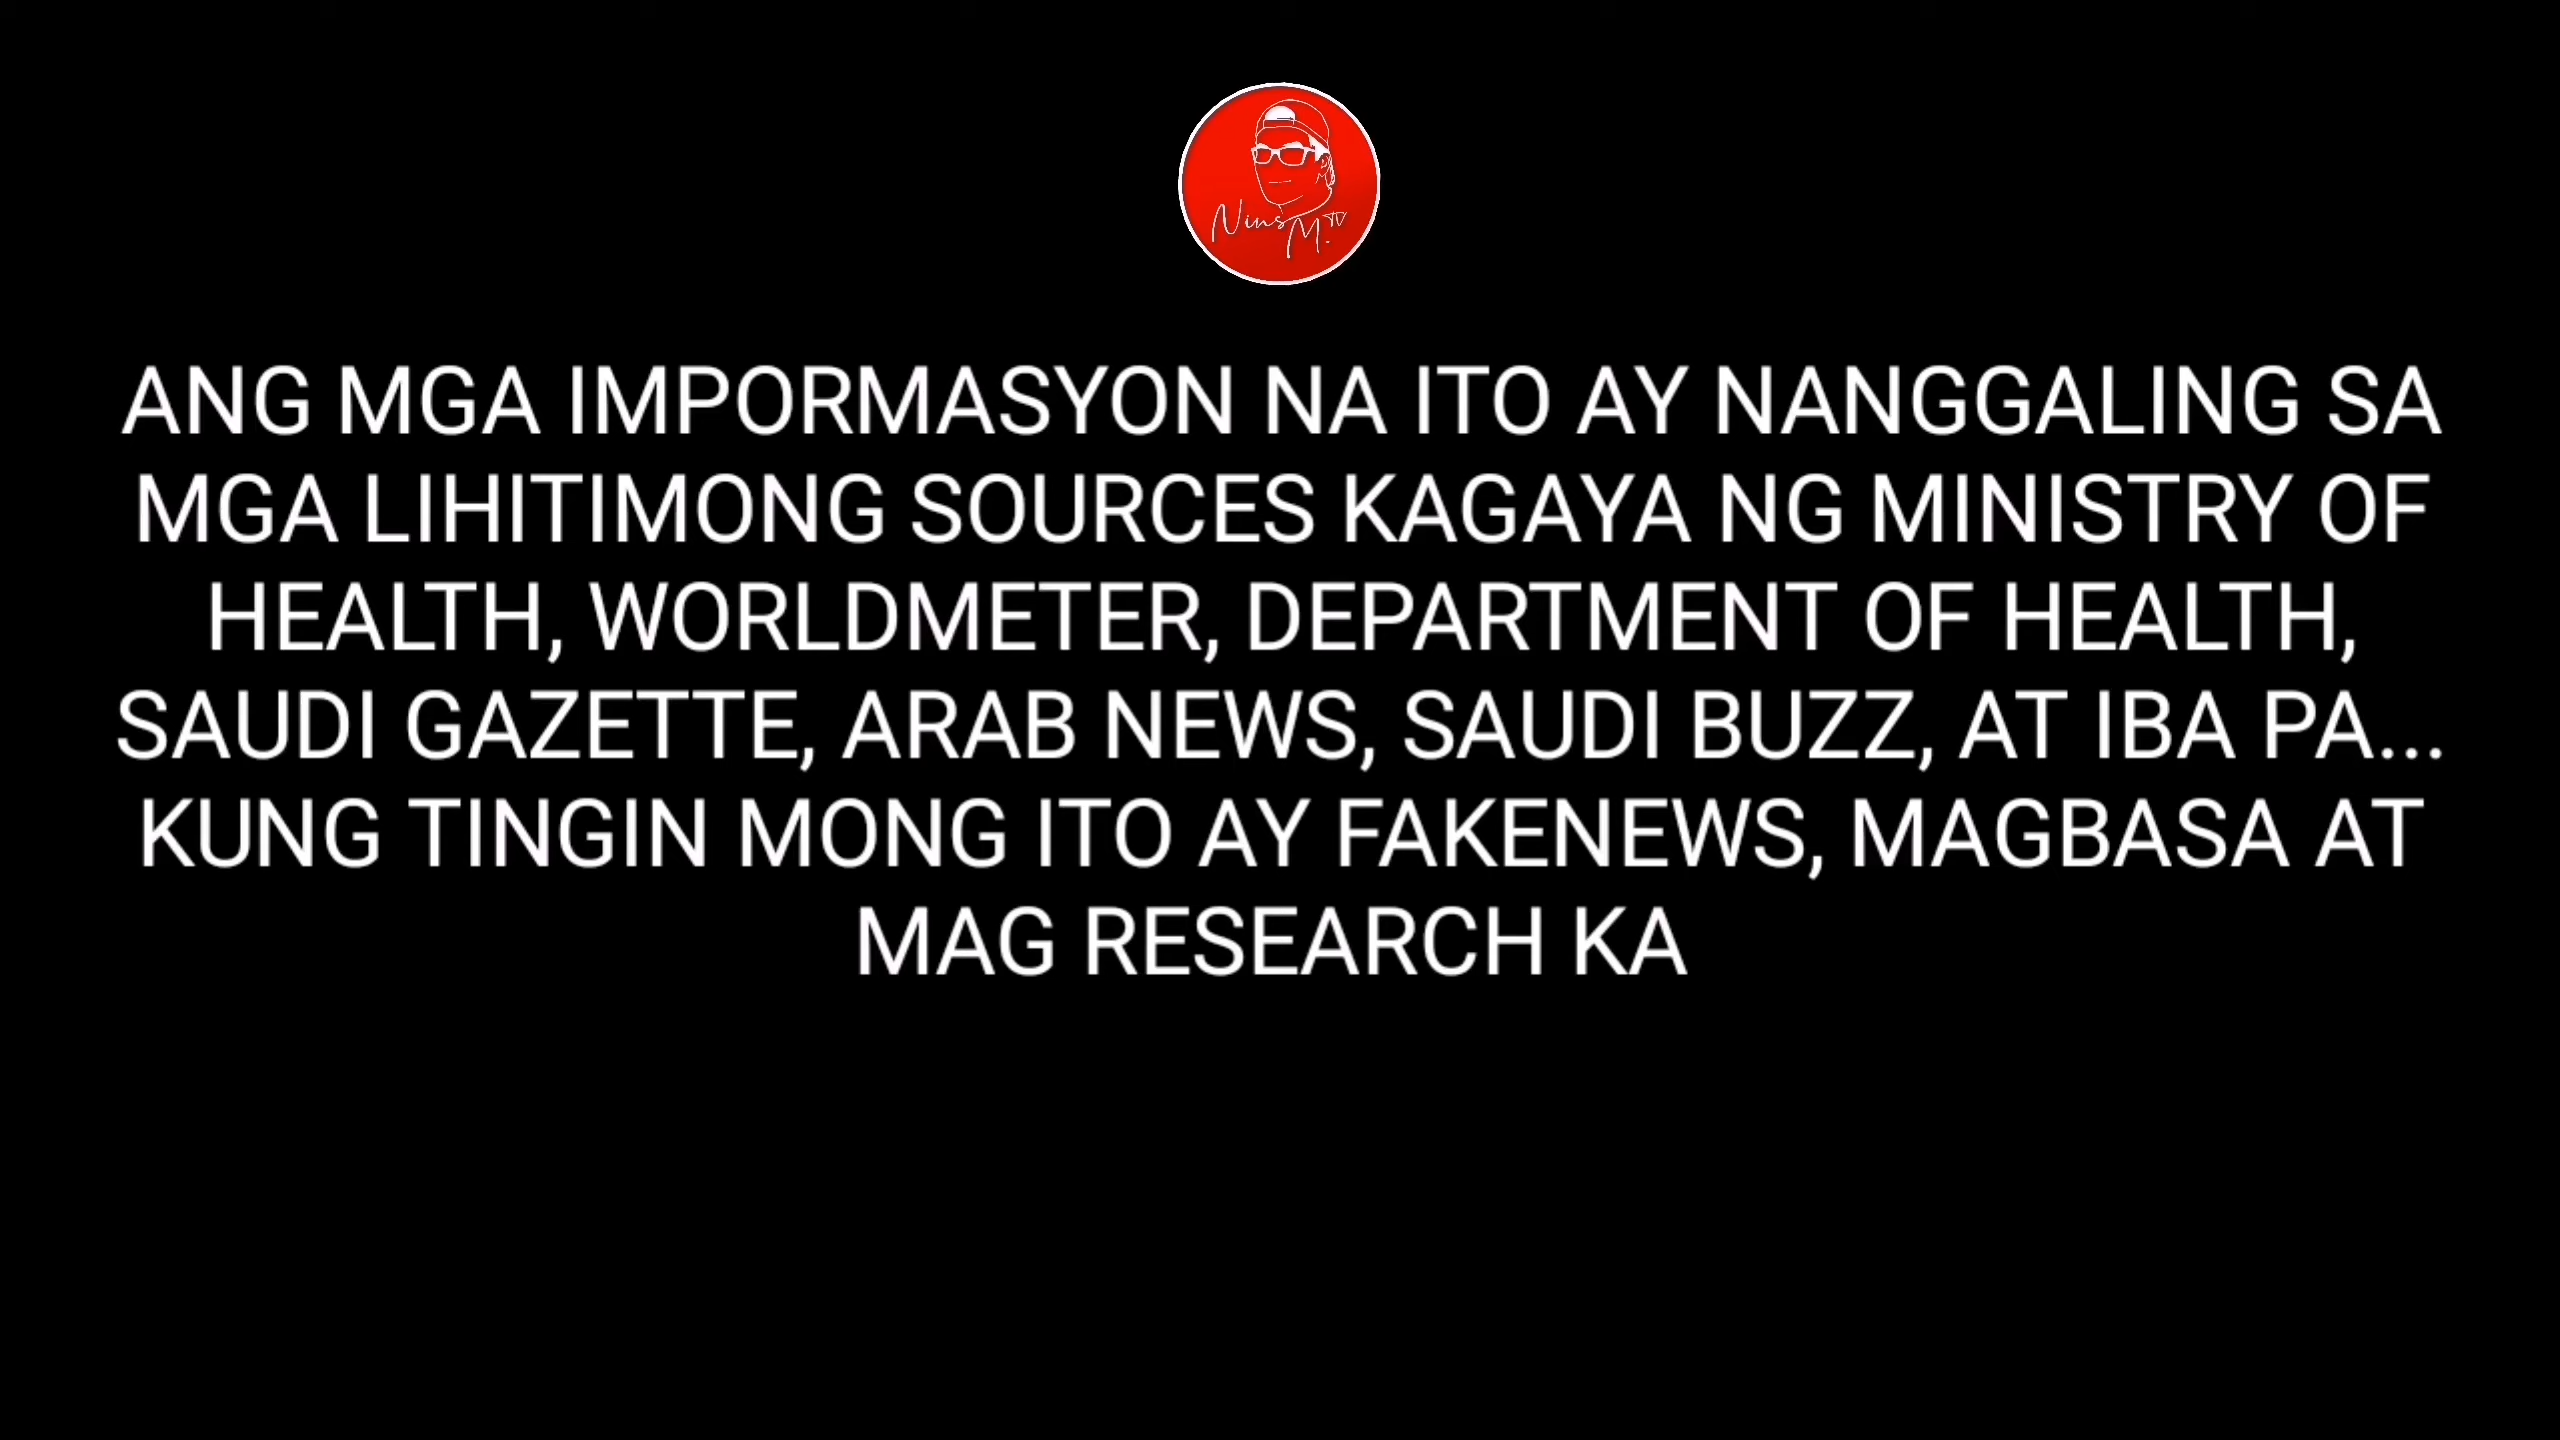 Nins
M. TV
ANG MGA IMPORMASYON NA ITO AY NANGGALING SA
MGA LIHITIMONG SOURCES KAGAYA NG MINISTRY OF
HEALTH, WORLDMETER, DEPARTMENT OF HEALTH,
SAUDI GAZETTE, ARAB NEWS, SAUDI BUZZ, AT IBA PA...
KUNG TINGIN MONG ITO AY FAKENEWS, MAGBASA AT
MAG RESEARCH KA